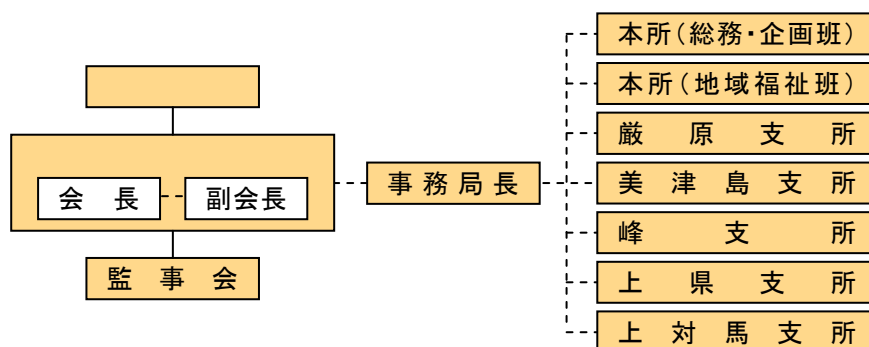 会長
副会長
監事会
事務局長
本所(総務・企画班)
本所(地域福祉班)
厳原支所
美津島支所
峰支所
上県支所
上対馬支所